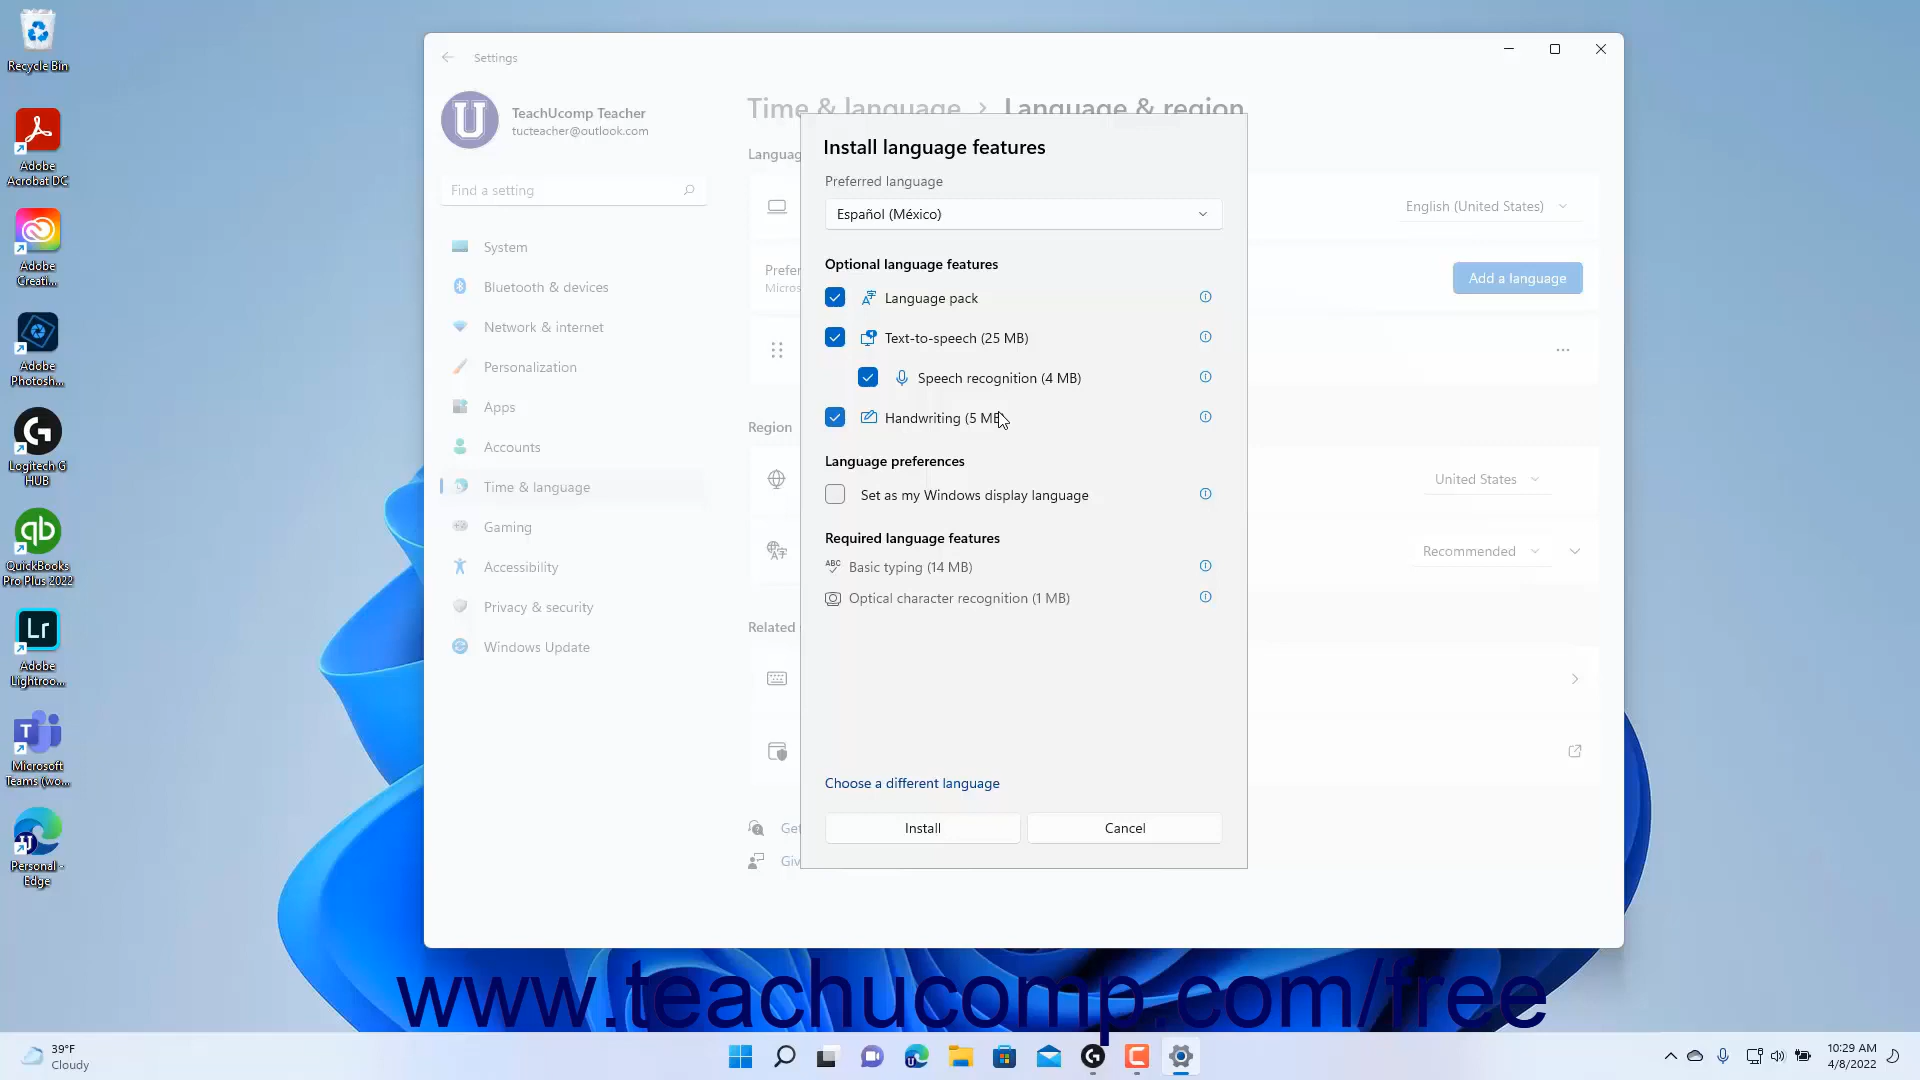 Recycle Bin
Adobe
Acrobat DC
Adobe
Creati...
Adobe
Photosh...
Logitech G
HUB
QuickBooks
Pro Plus 2022
Adobe
Lightroo...
Microsoft
Teams (wo...
Personal -
Edge
Settings
TeachUcomp Teacher
tucteacher@outlook.com
Find a setting
System
Bluetooth & devices
Network & internet
Personalization
Apps
Accounts
Time & language
Gaming
Accessibility
Privacy & security
Windows Update
Time & language > Language & region
English (United States)
Add a language
Region
United States
Recommended
Related
Install language features
Preferred language
Español (México)
Optional language features
Language pack
Text-to-speech (25 MB)
Speech recognition (4 MB)
Handwriting (5 MB
Language preferences
Set as my Windows display language
Required language features
ABC
Basic typing (14 MB)
Optical character recognition (1 MB)
Choose a different language
Install
Cancel
www.teachucomp.com/free
39°F
Cloudy
10:29 AM
4/8/2022